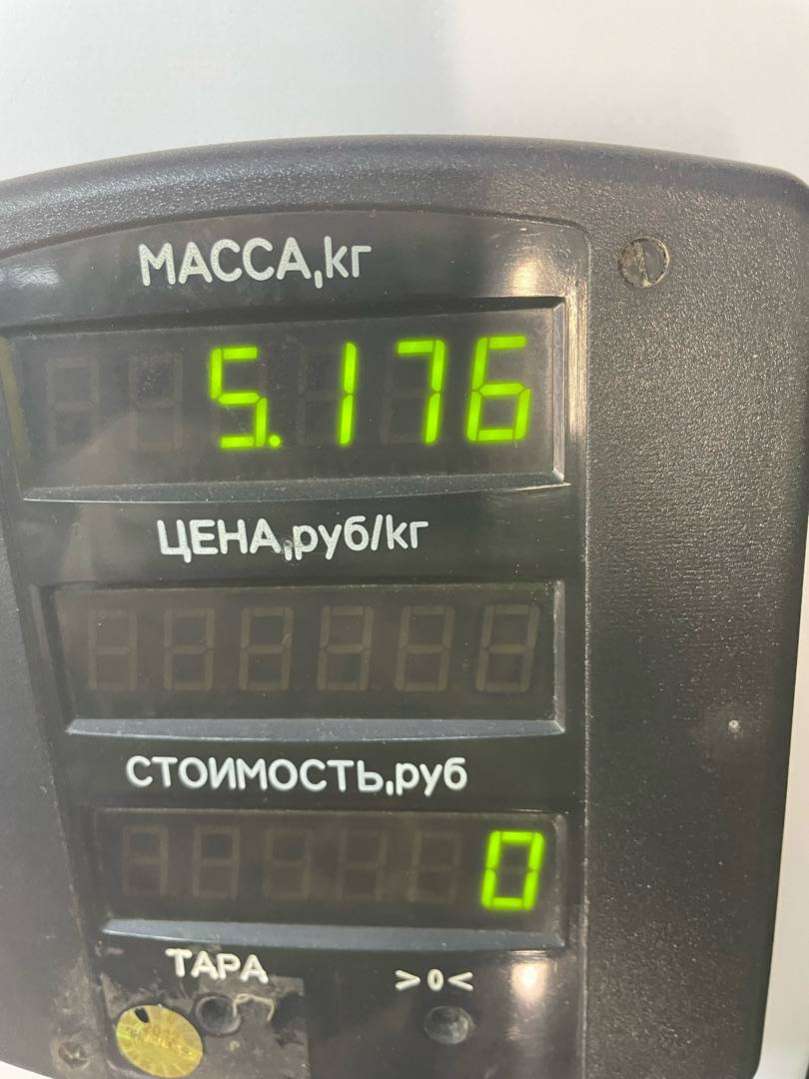 МАССА,кг
5.176
ЦЕНА,руб/кг
СТОИМОСТЬ,руб
0
ТАРА >0<